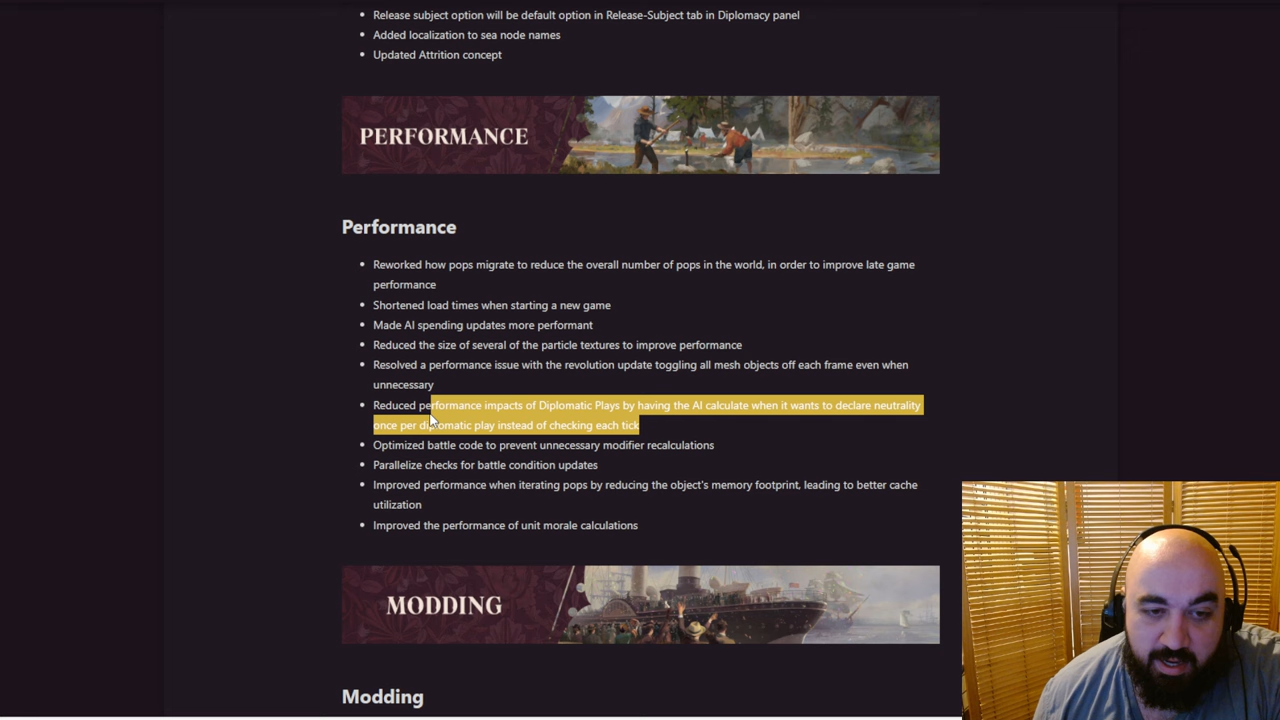 Release subject option will be default option in Release-Subject tab in Diplomacy panel
Added localization to sea node names
Updated Attrition concept
PERFORMANCE
Performance
Reworked how pops migrate to reduce the overall number of pops in the world, in order to improve late game
performance
Shortened load times when starting a new game
Made AI spending updates more performant
Reduced the size of several of the particle textures to improve performance
Resolved a performance issue with the revolution update toggling all mesh objects off each frame even when
unnecessary
Reduced performance impacts of Diplomatic Plays by having the AI calculate when it wants to declare neutrality
once per diplomatic play instead of checking each tick
Optimized battle code to prevent unnecessary modifier recalculations
Parallelize checks for battle condition updates
Improved performance when iterating pops by reducing the object's memory footprint, leading to better cache
utilization
Improved the performance of unit morale calculations
MODDING
Modding